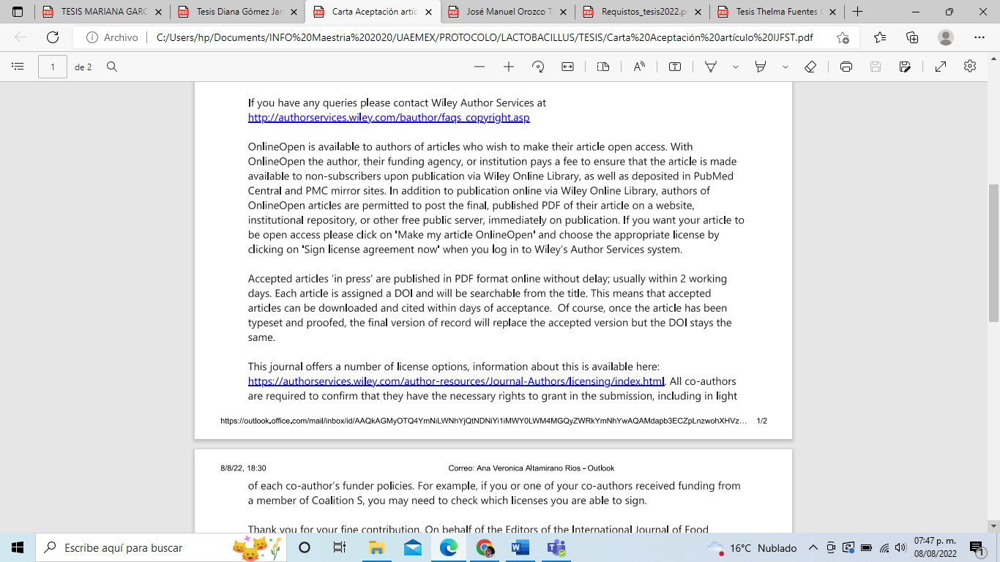 TESIS MARIANA GARC
Tesis Diana Gómez Jar
Carta Aceptación artíc
José Manuel Orozco T
Requistos_tesis2022.p
Tesis Thelma Fuentes
Archivo
C:/Users/hp/Documents/INFO%20Maestria%202020/UAEMEX/PROTOCOLO/LACTOBACILLUS/TESIS/Carta%20Aceptación%20artículo%20IJFST.pdf
1 de 2
If you have any queries please contact Wiley Author Services at
http://authorservices.wiley.com/bauthor/faqs_copyright.asp
OnlineOpen is available to authors of articles who wish to make their article open access. With
OnlineOpen the author, their funding agency, or institution pays a fee to ensure that the article is made
available to non-subscribers upon publication via Wiley Online Library, as well as deposited in PubMed
Central and PMC mirror sites. In addition to publication online via Wiley Online Library, authors of
OnlineOpen articles are permitted to post the final, published PDF of their article on a website,
institutional repository, or other free public server, immediately on publication. If you want your article to
be open access please click on 'Make my article OnlineOpen' and choose the appropriate license by
clicking on 'Sign license agreement now' when you log in to Wiley's Author Services system.
Accepted articles 'in press' are published in PDF format online without delay; usually within 2 working
days. Each article is assigned a DOI and will be searchable from the title. This means that accepted
articles can be downloaded and cited within days of acceptance.  Of course, once the article has been
typeset and proofed, the final version of record will replace the accepted version but the DOI stays the
same.
This journal offers a number of license options, information about this is available here:
https://authorservices.wiley.com/author-resources/Journal-Authors/licensing/index.html. All co-authors
are required to confirm that they have the necessary rights to grant in the submission, including in light
https://outlook.office.com/mail/inbox/id/AAQkAGMyOTQ4YmNiLWNhYjQtNDNiYi1iMWY0LWM4MGQyZWRkYmNhYwAQAMdapb3ECZpLnzwohXHVz… 1/2
8/8/22, 18:30 Correo: Ana Veronica Altamirano Rios - Outlook
of each co-author's funder policies. For example, if you or one of your co-authors received funding from
a member of Coalition S, you may need to check which licenses you are able to sign.
Thank you for your fine contribution. On behalf of the Editors of the International Journal of Food
Escribe aquí para buscar
16°C Nublado
07:47 p. m.
08/08/2022
1